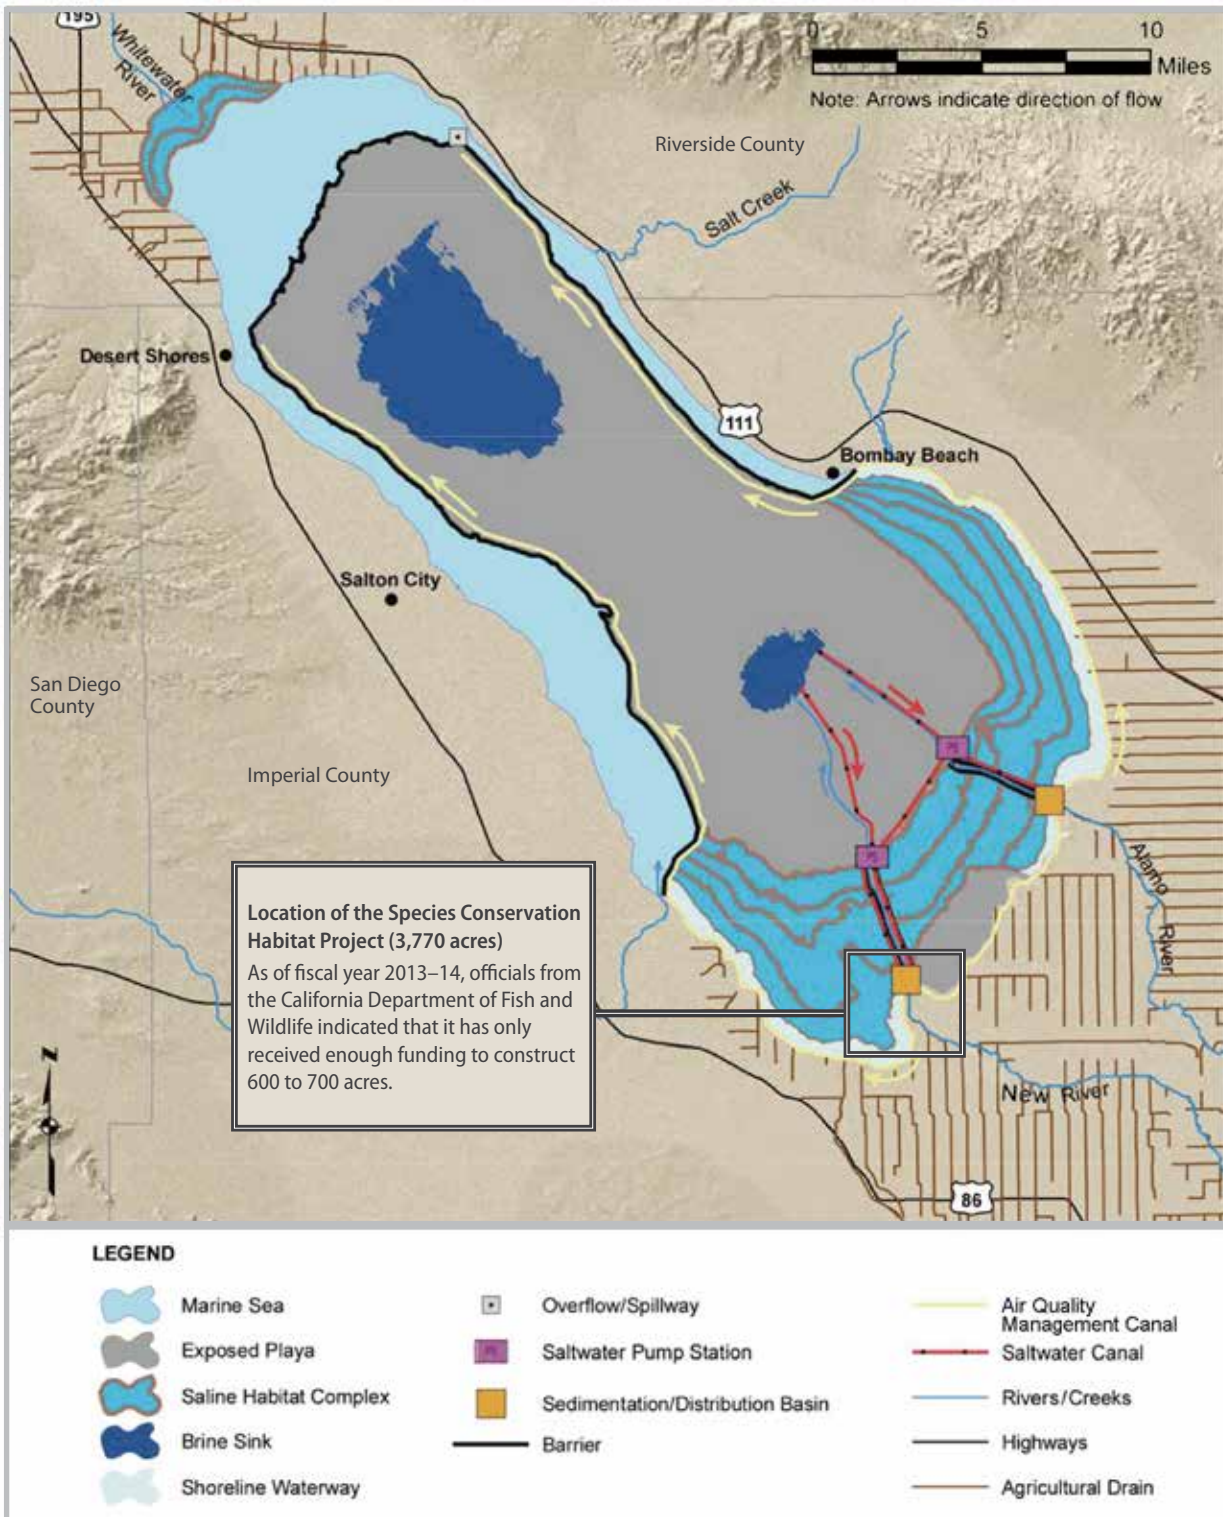 195
Whitewater
River
0 5 10
Miles
Note: Arrows indicate direction of flow
Riverside County
Salt Creek
Desert Shores
111
Bombay Beach
Salton City
San Diego
County
Imperial County
PS
PS
Alamo
River
Location of the Species Conservation
Habitat Project (3,770 acres)
As of fiscal year 2013–14, officials from
the California Department of Fish and
Wildlife indicated that it has only
received enough funding to construct
600 to 700 acres.
N
New River
86
LEGEND
Marine Sea
Exposed Playa
Saline Habitat Complex
Brine Sink
Shoreline Waterway
Overflow/Spillway
PS
Saltwater Pump Station
Sedimentation/Distribution Basin
Barrier
Air Quality
Management Canal
Saltwater Canal
Rivers/Creeks
Highways
Agricultural Drain